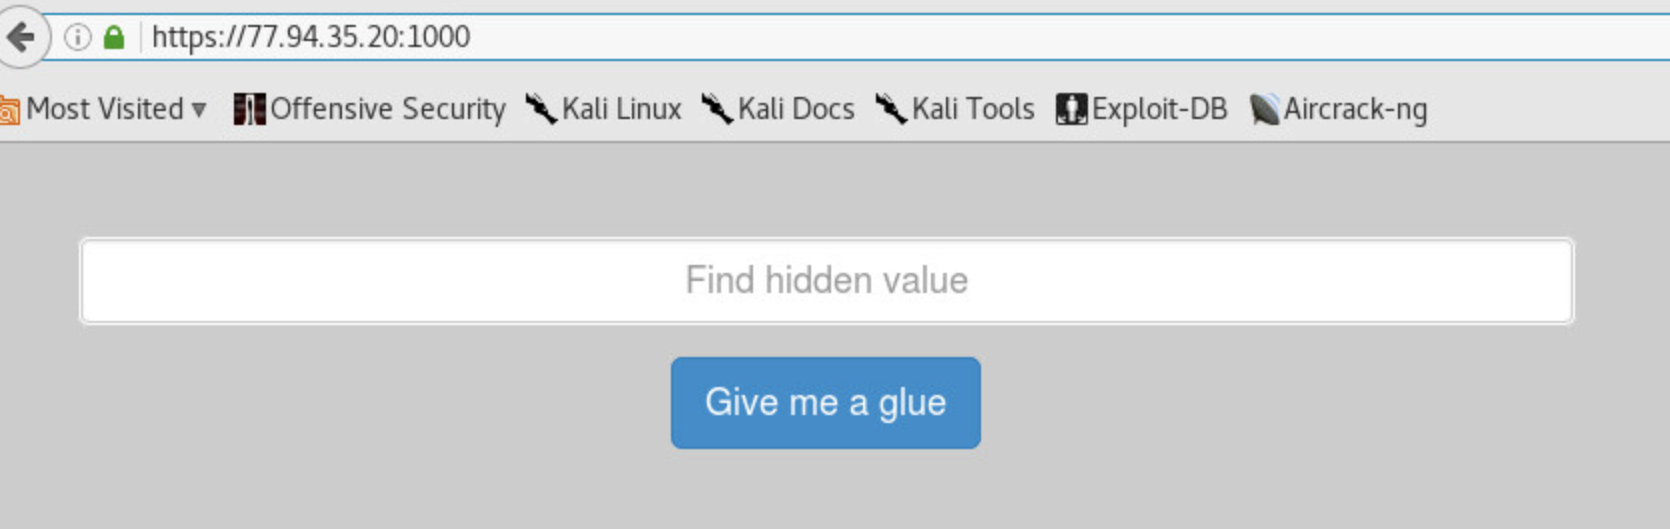 https://77.94.35.20:1000
Most Visited Offensive Security Kali Linux Kali Docs Kali Tools Exploit-DB Aircrack-ng
Find hidden value
Give me a glue